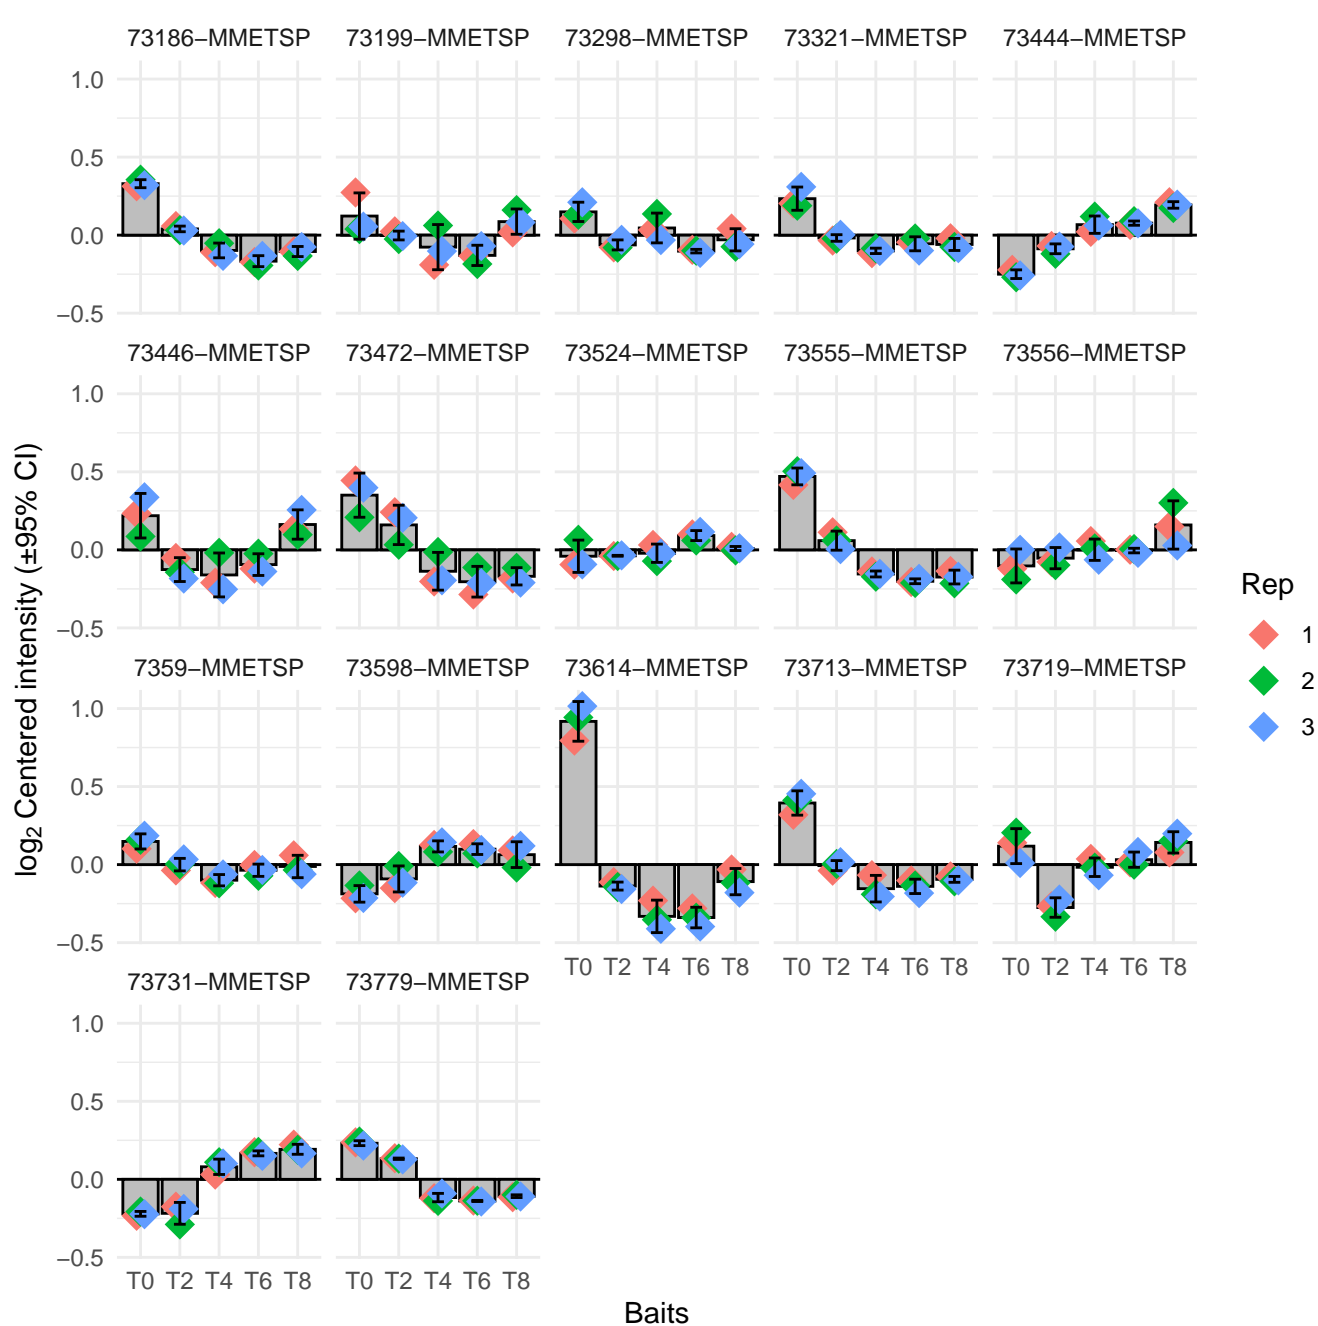 73186−MMETSP 73199−MMETSP 73298−MMETSP 73321−MMETSP 73444−MMETSP
1.0
0.5
0.0
−0.5
73446−MMETSP 73472−MMETSP 73524−MMETSP 73555−MMETSP 73556−MMETSP
1.0
0.5
0.0
−0.5
7359−MMETSP 73598−MMETSP 73614−MMETSP 73713−MMETSP 73719−MMETSP
1.0
0.5
0.0
−0.5
T0 T2 T4 T6 T8 T0 T2 T4 T6 T8 T0 T2 T4 T6 T8
73731−MMETSP 73779−MMETSP
1.0
0.5
0.0
−0.5
T0 T2 T4 T6 T8 T0 T2 T4 T6 T8
Baits
log₂ Centered intensity (±95% CI)
Rep
1
2
3